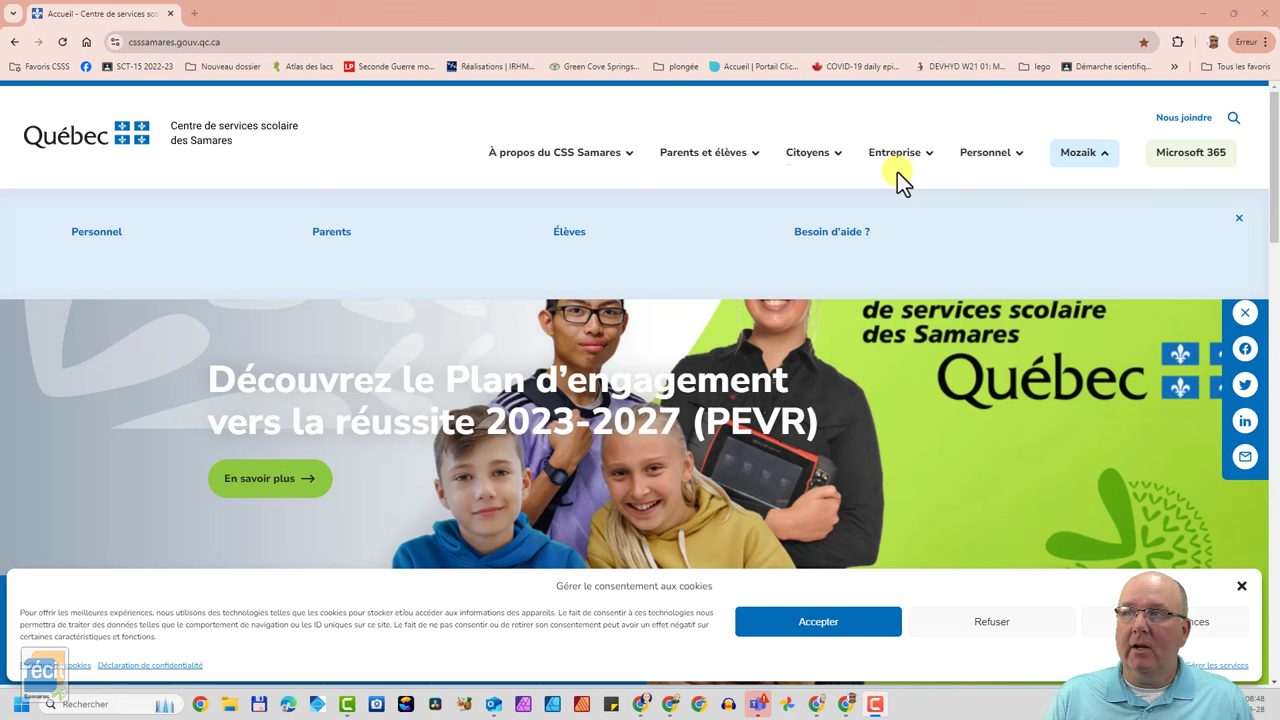 Accueil - Centre de services sco
csssamares.gouv.qc.ca
Erreur
Favoris CSSS
SCT-15 2022-23
Nouveau dossier
Atlas des lacs
Seconde Guerre mo...
Réalisations | IRHM...
Green Cove Springs...
plongée
Accueil | Portail Clic...
COVID-19 daily epi...
DEVHYD W21 01: M...
lego
Démarche scientifiq...
Tous les favoris
Nous joindre
Québec
Centre de services scolaire
des Samares
À propos du CSS Samares
Parents et élèves
Citoyens
Entreprise
Personnel
Mozaik
Microsoft 365
Personnel
Parents
Élèves
Besoin d'aide ?
de services scolaire
des Samares
Québec
Découvrez le Plan d'engagement
vers la réussite 2023-2027 (PEVR)
En savoir plus
Gérer le consentement aux cookies
Pour offrir les meilleures expériences, nous utilisons des technologies telles que les cookies pour stocker et/ou accéder aux informations des appareils. Le fait de consentir à ces technologies nous
permettra de traiter des données telles que le comportement de navigation ou les ID uniques sur ce site. Le fait de ne pas consentir ou de retirer son consentement peut avoir un effet négatif sur
certaines caractéristiques et fonctions.
Accepter
Refuser
cookies
Déclaration de confidentialité
Gérer les services
récit
Samares
Rechercher
08:48